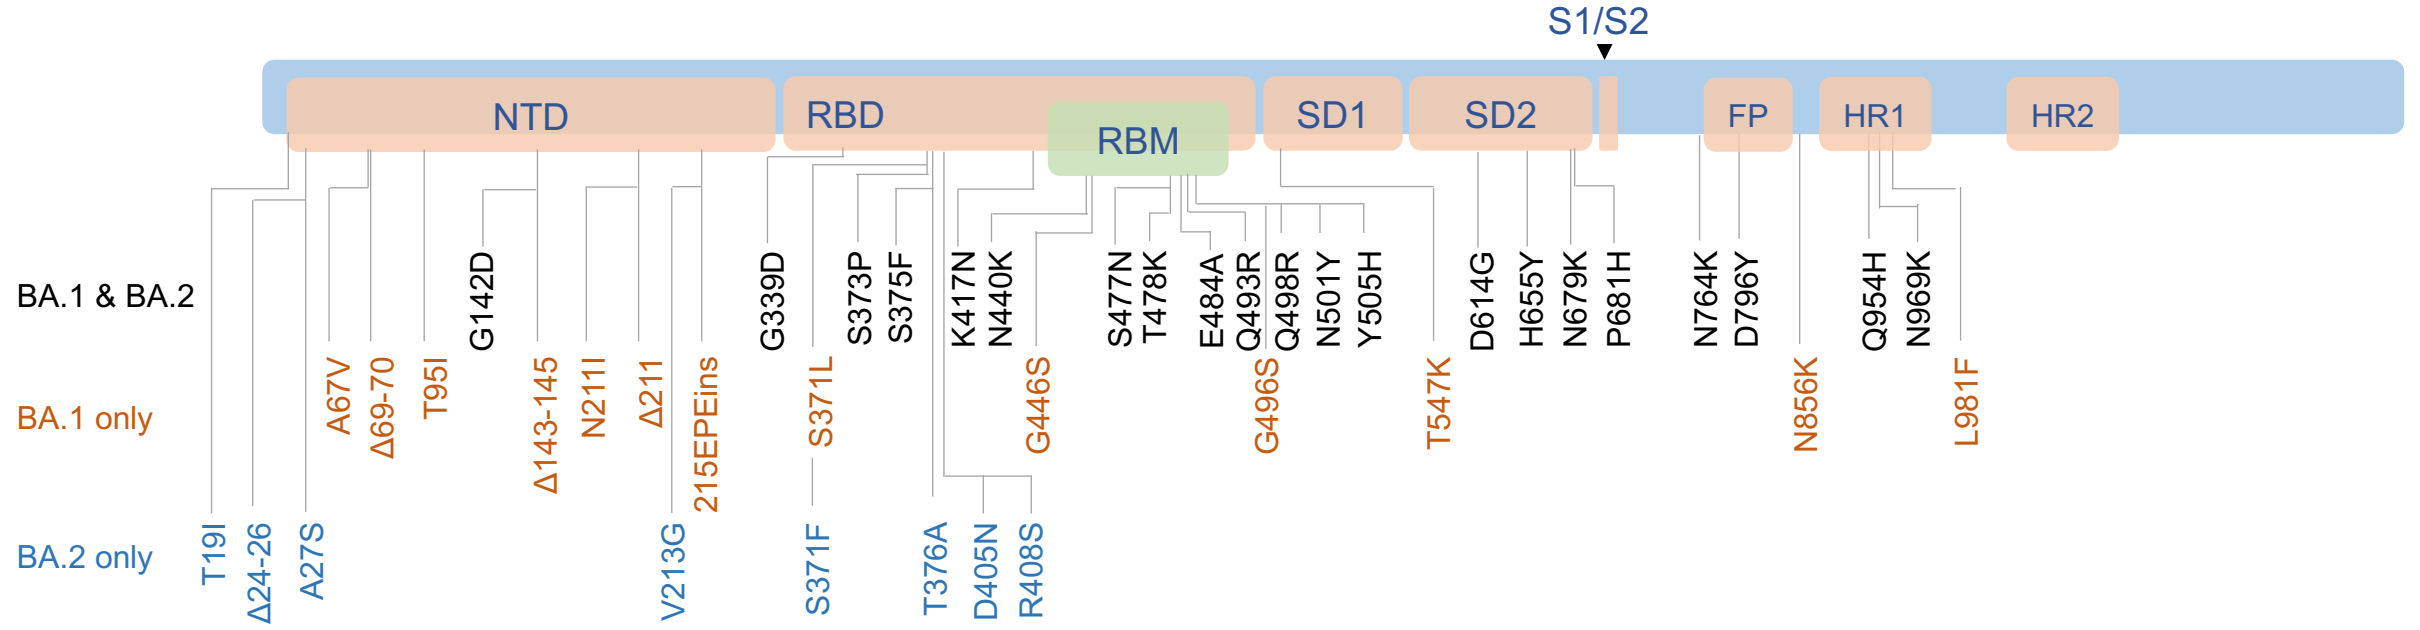 S1/S2
NTD
RBD
RBM
SD1
SD2
FP
HR1
HR2
BA.1 & BA.2
G142D
G339D
S373P
S375F
K417N
N440K
S477N
T478K
E484A
Q493R
Q498R
N501Y
Y505H
D614G
H655Y
N679K
P681H
N764K
D796Y
Q954H
N969K
BA.1 only
A67V
Δ69-70
T95I
Δ143-145
N211I
Δ211
215EPEins
S371L
G446S
G496S
T547K
N856K
L981F
BA.2 only
T19I
Δ24-26
A27S
V213G
S371F
T376A
D405N
R408S